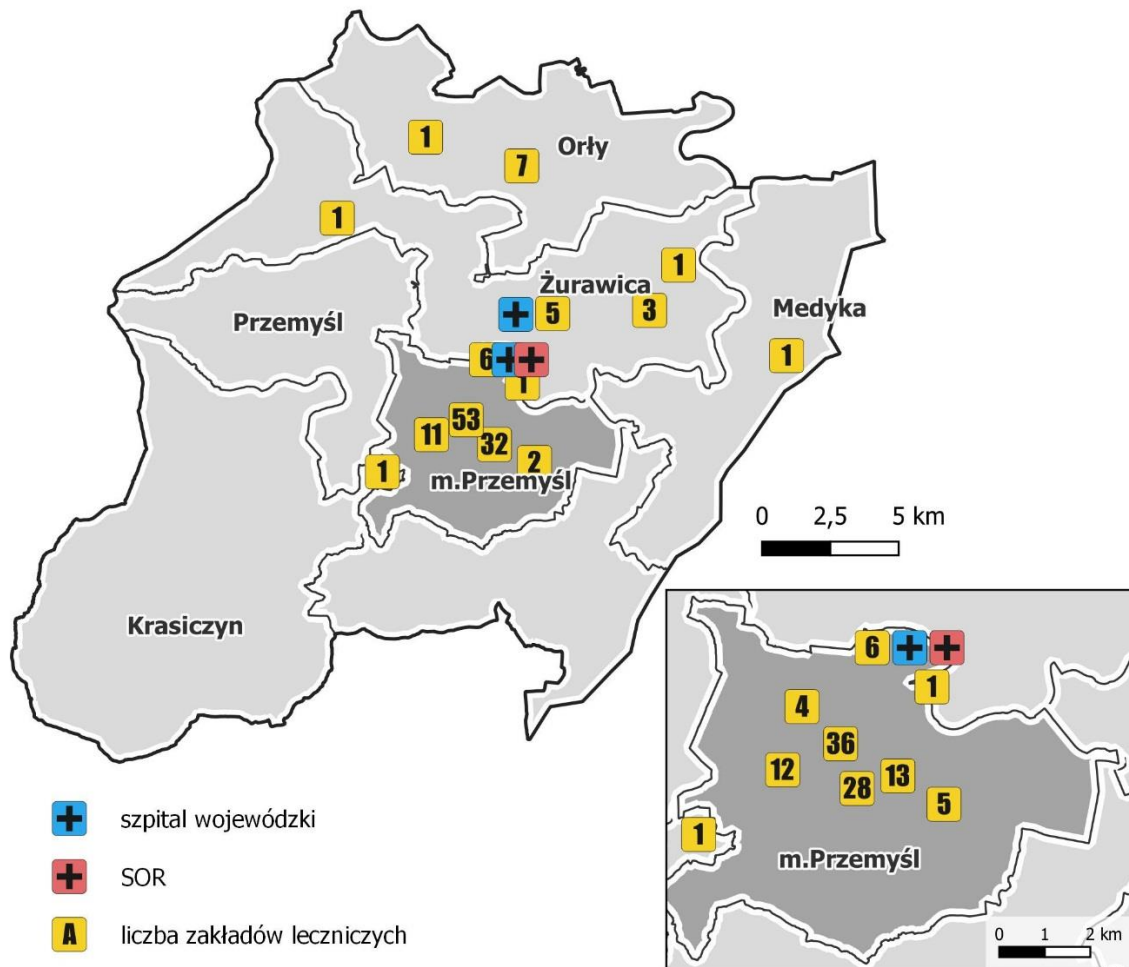 1
Orły
7
1
1
Żurawica
Przemyśl
5
3
Medyka
6
1
1
53
11
32
1
2
m.Przemyśl
0 2,5 5 km
Krasiczyn
6
1
4
36
12
13
28
5
1
m.Przemyśl
szpital wojewódzki
SOR
A liczba zakładów leczniczych
0 1 2 km